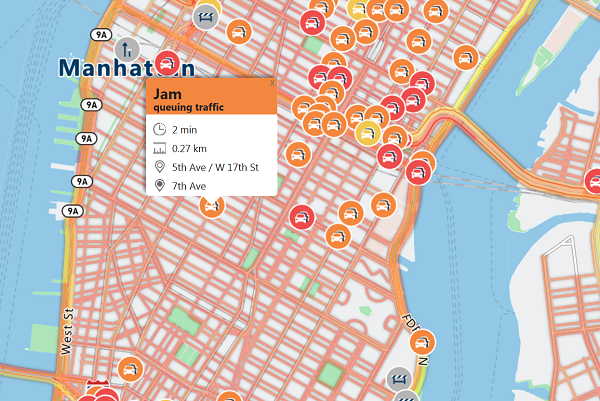 9A
Manhattan
x
Jam
queuing traffic
9A
2 min
9A
0.27 km
5th Ave / W 17th St
9A
7th Ave
9A
West St
FDR
N